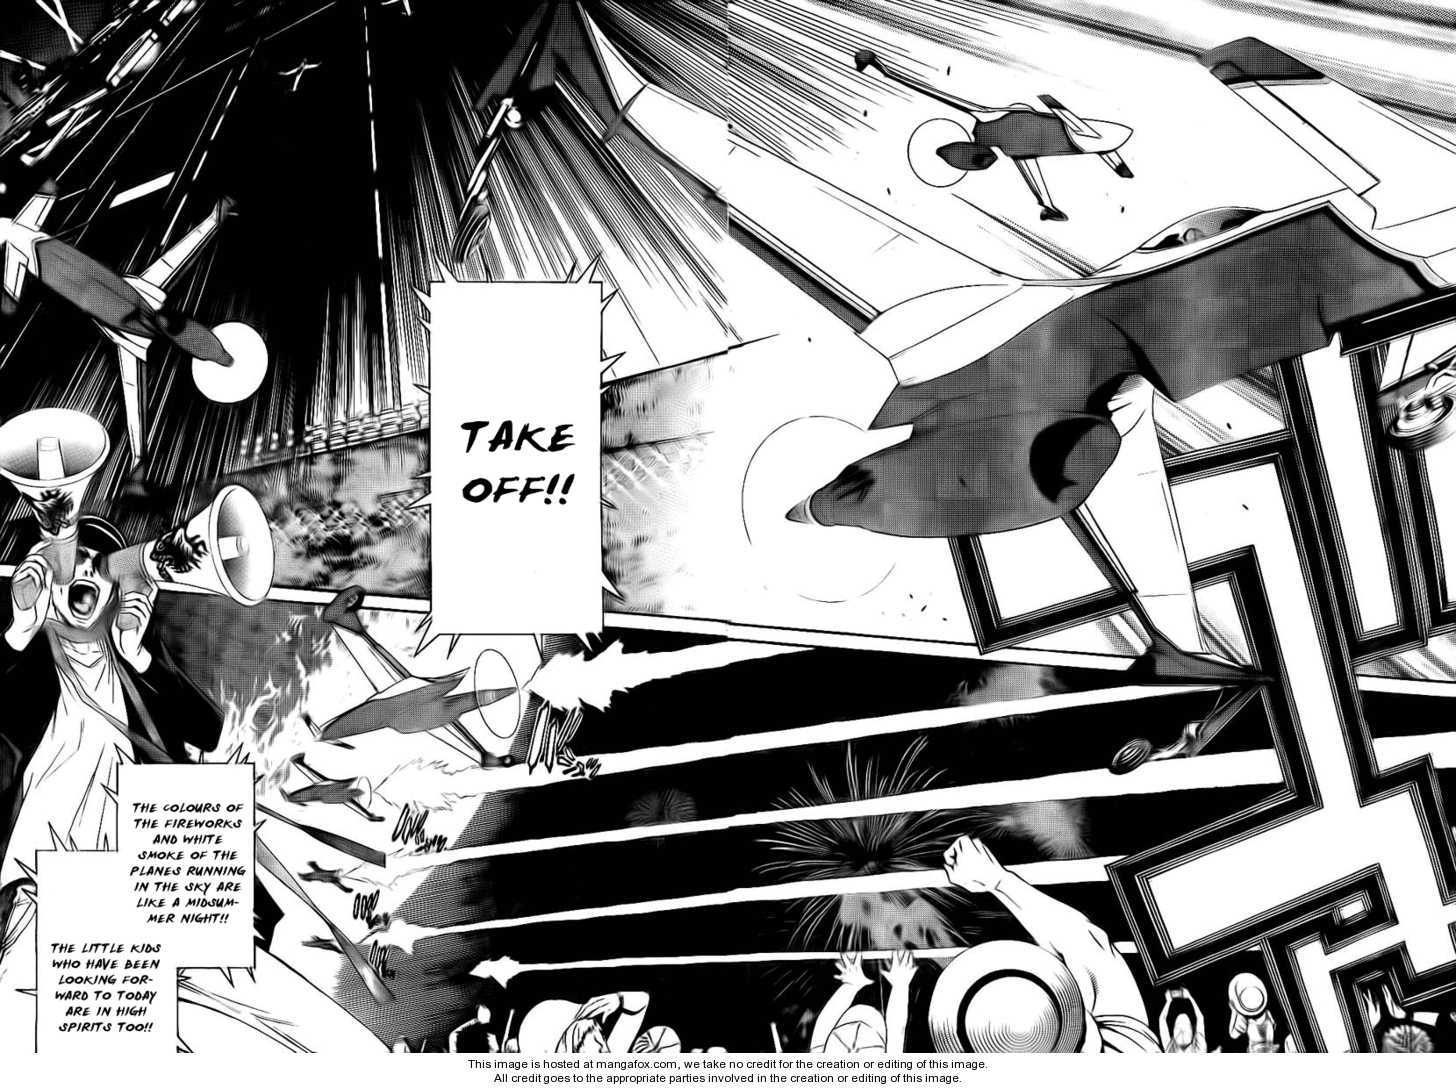 TAKE
OFF!!
THE COLOURS OF
THE FIREWORKS
AND WHITE
SMOKE OF THE
PLANES RUNNING
IN THE SKY ARE
LIKE A MIDSUM-
MER NIGHT!!
THE LITTLE KIDS
WHO HAVE BEEN
LOOKING FOR-
WARD TO TODAY
ARE IN HIGH
SPIRITS TOO!!
This image is hosted at mangafox.com, we take no credit for the creation or editing of this image.
All credit goes to the appropriate parties involved in the creation or editing of this image.